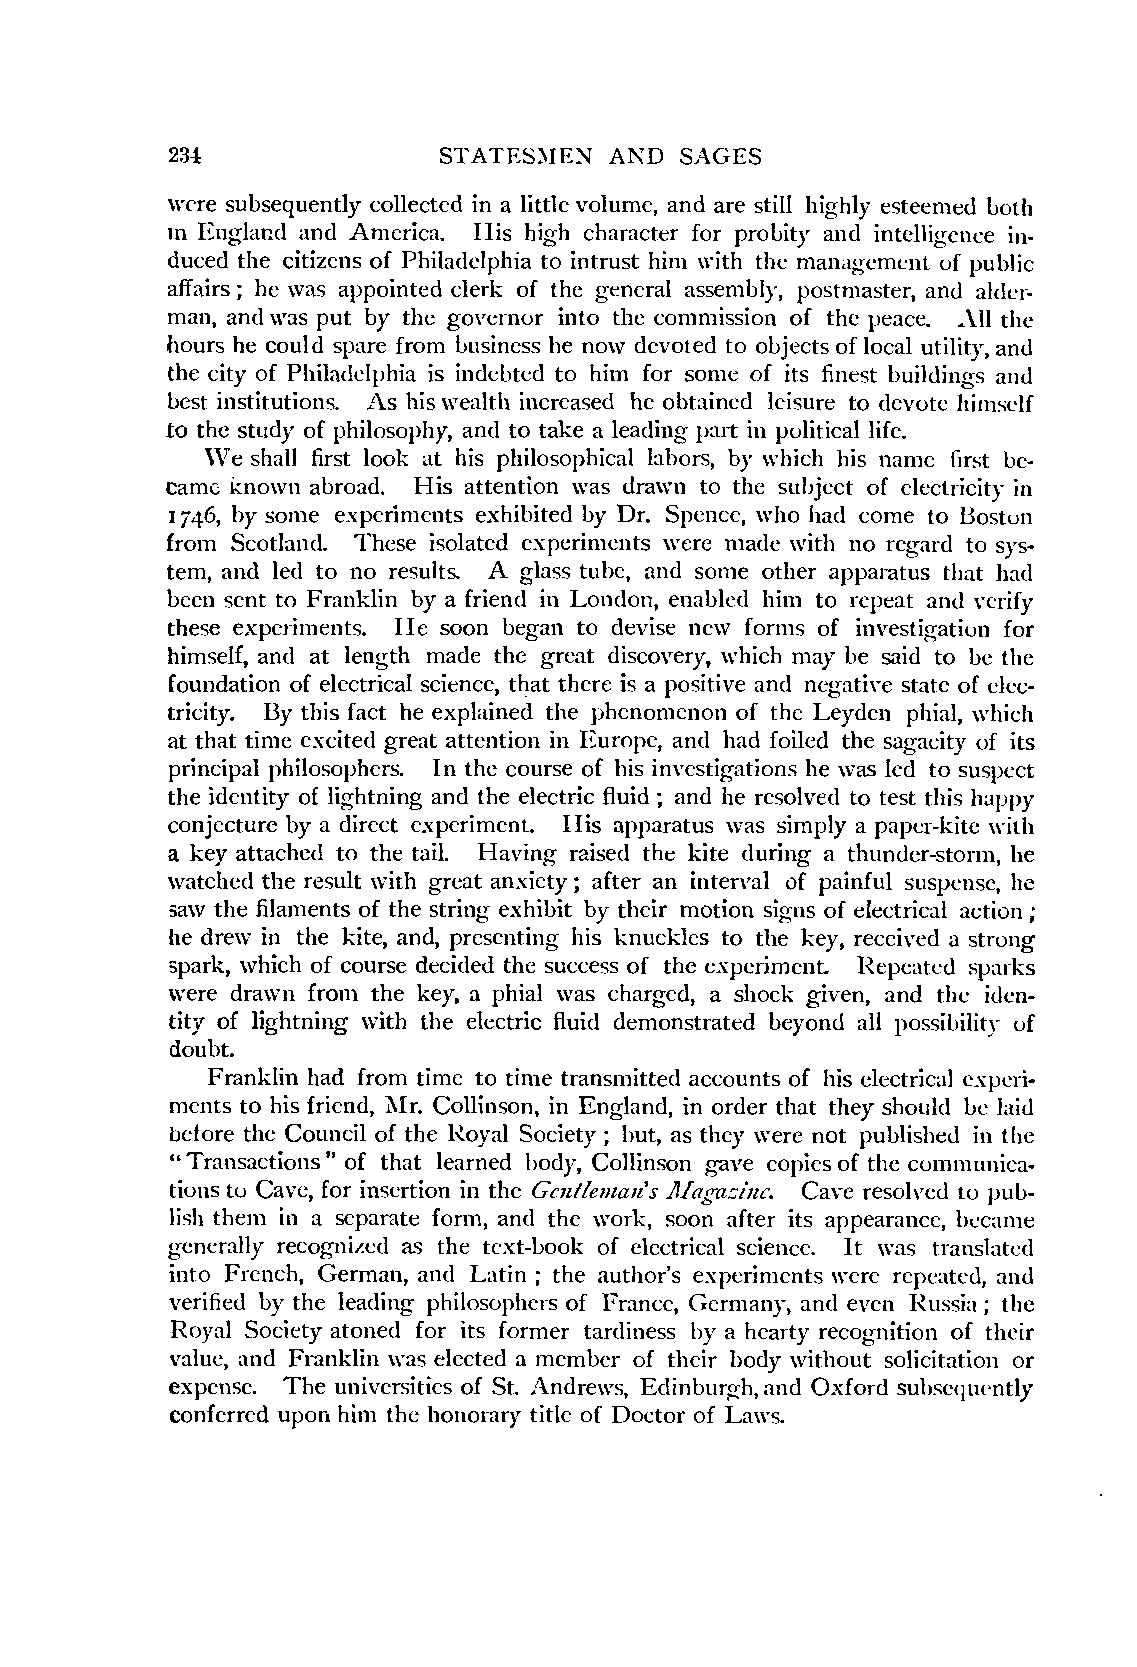 234 STATESMEN AND SAGES
were subsequently collected in a little volume, and are still highly esteemed both
in England and America. His high character for probity and intelligence in-
duced the citizens of Philadelphia to intrust him with the management of public
affairs; he was appointed clerk of the general assembly, postmaster, and alder-
man, and was put by the governor into the commission of the peace. All the
hours he could spare from business he now devoted to objects of local utility, and
the city of Philadelphia is indebted to him for some of its finest buildings and
best institutions. As his wealth increased he obtained leisure to devote himself
to the study of philosophy, and to take a leading part in political life.
We shall first look at his philosophical labors, by which his name first be-
came known abroad. His attention was drawn to the subject of electricity in
1746, by some experiments exhibited by Dr. Spence, who had come to Boston
from Scotland. These isolated experiments were made with no regard to sys-
tem, and led to no results. A glass tube, and some other apparatus that had
been sent to Franklin by a friend in London, enabled him to repeat and verify
these experiments. He soon began to devise new forms of investigation for
himself, and at length made the great discovery, which may be said to be the
foundation of electrical science, that there is a positive and negative state of elec-
tricity. By this fact he explained the phenomenon of the Leyden phial, which
at that time excited great attention in Europe, and had foiled the sagacity of its
principal philosophers. In the course of his investigations he was led to suspect
the identity of lightning and the electric fluid; and he resolved to test this happy
conjecture by a direct experiment. His apparatus was simply a paper-kite with
a key attached to the tail. Having raised the kite during a thunder-storm, he
watched the result with great anxiety; after an interval of painful suspense, he
saw the filaments of the string exhibit by their motion signs of electrical action;
he drew in the kite, and, presenting his knuckles to the key, received a strong
spark, which of course decided the success of the experiment. Repeated sparks
were drawn from the key, a phial was charged, a shock given, and the iden-
tity of lightning with the electric fluid demonstrated beyond all possibility of
doubt.
Franklin had from time to time transmitted accounts of his electrical experi-
ments to his friend, Mr. Collinson, in England, in order that they should be laid
before the Council of the Royal Society; but, as they were not published in the
"Transactions" of that learned body, Collinson gave copies of the communica-
tions to Cave, for insertion in the Gentleman's Magazine. Cave resolved to pub-
lish them in a separate form, and the work, soon after its appearance, became
generally recognized as the text-book of electrical science. It was translated
into French, German, and Latin; the author's experiments were repeated, and
verified by the leading philosophers of France, Germany, and even Russia; the
Royal Society atoned for its former tardiness by a hearty recognition of their
value, and Franklin was elected a member of their body without solicitation or
expense. The universities of St. Andrews, Edinburgh, and Oxford subsequently
conferred upon him the honorary title of Doctor of Laws.